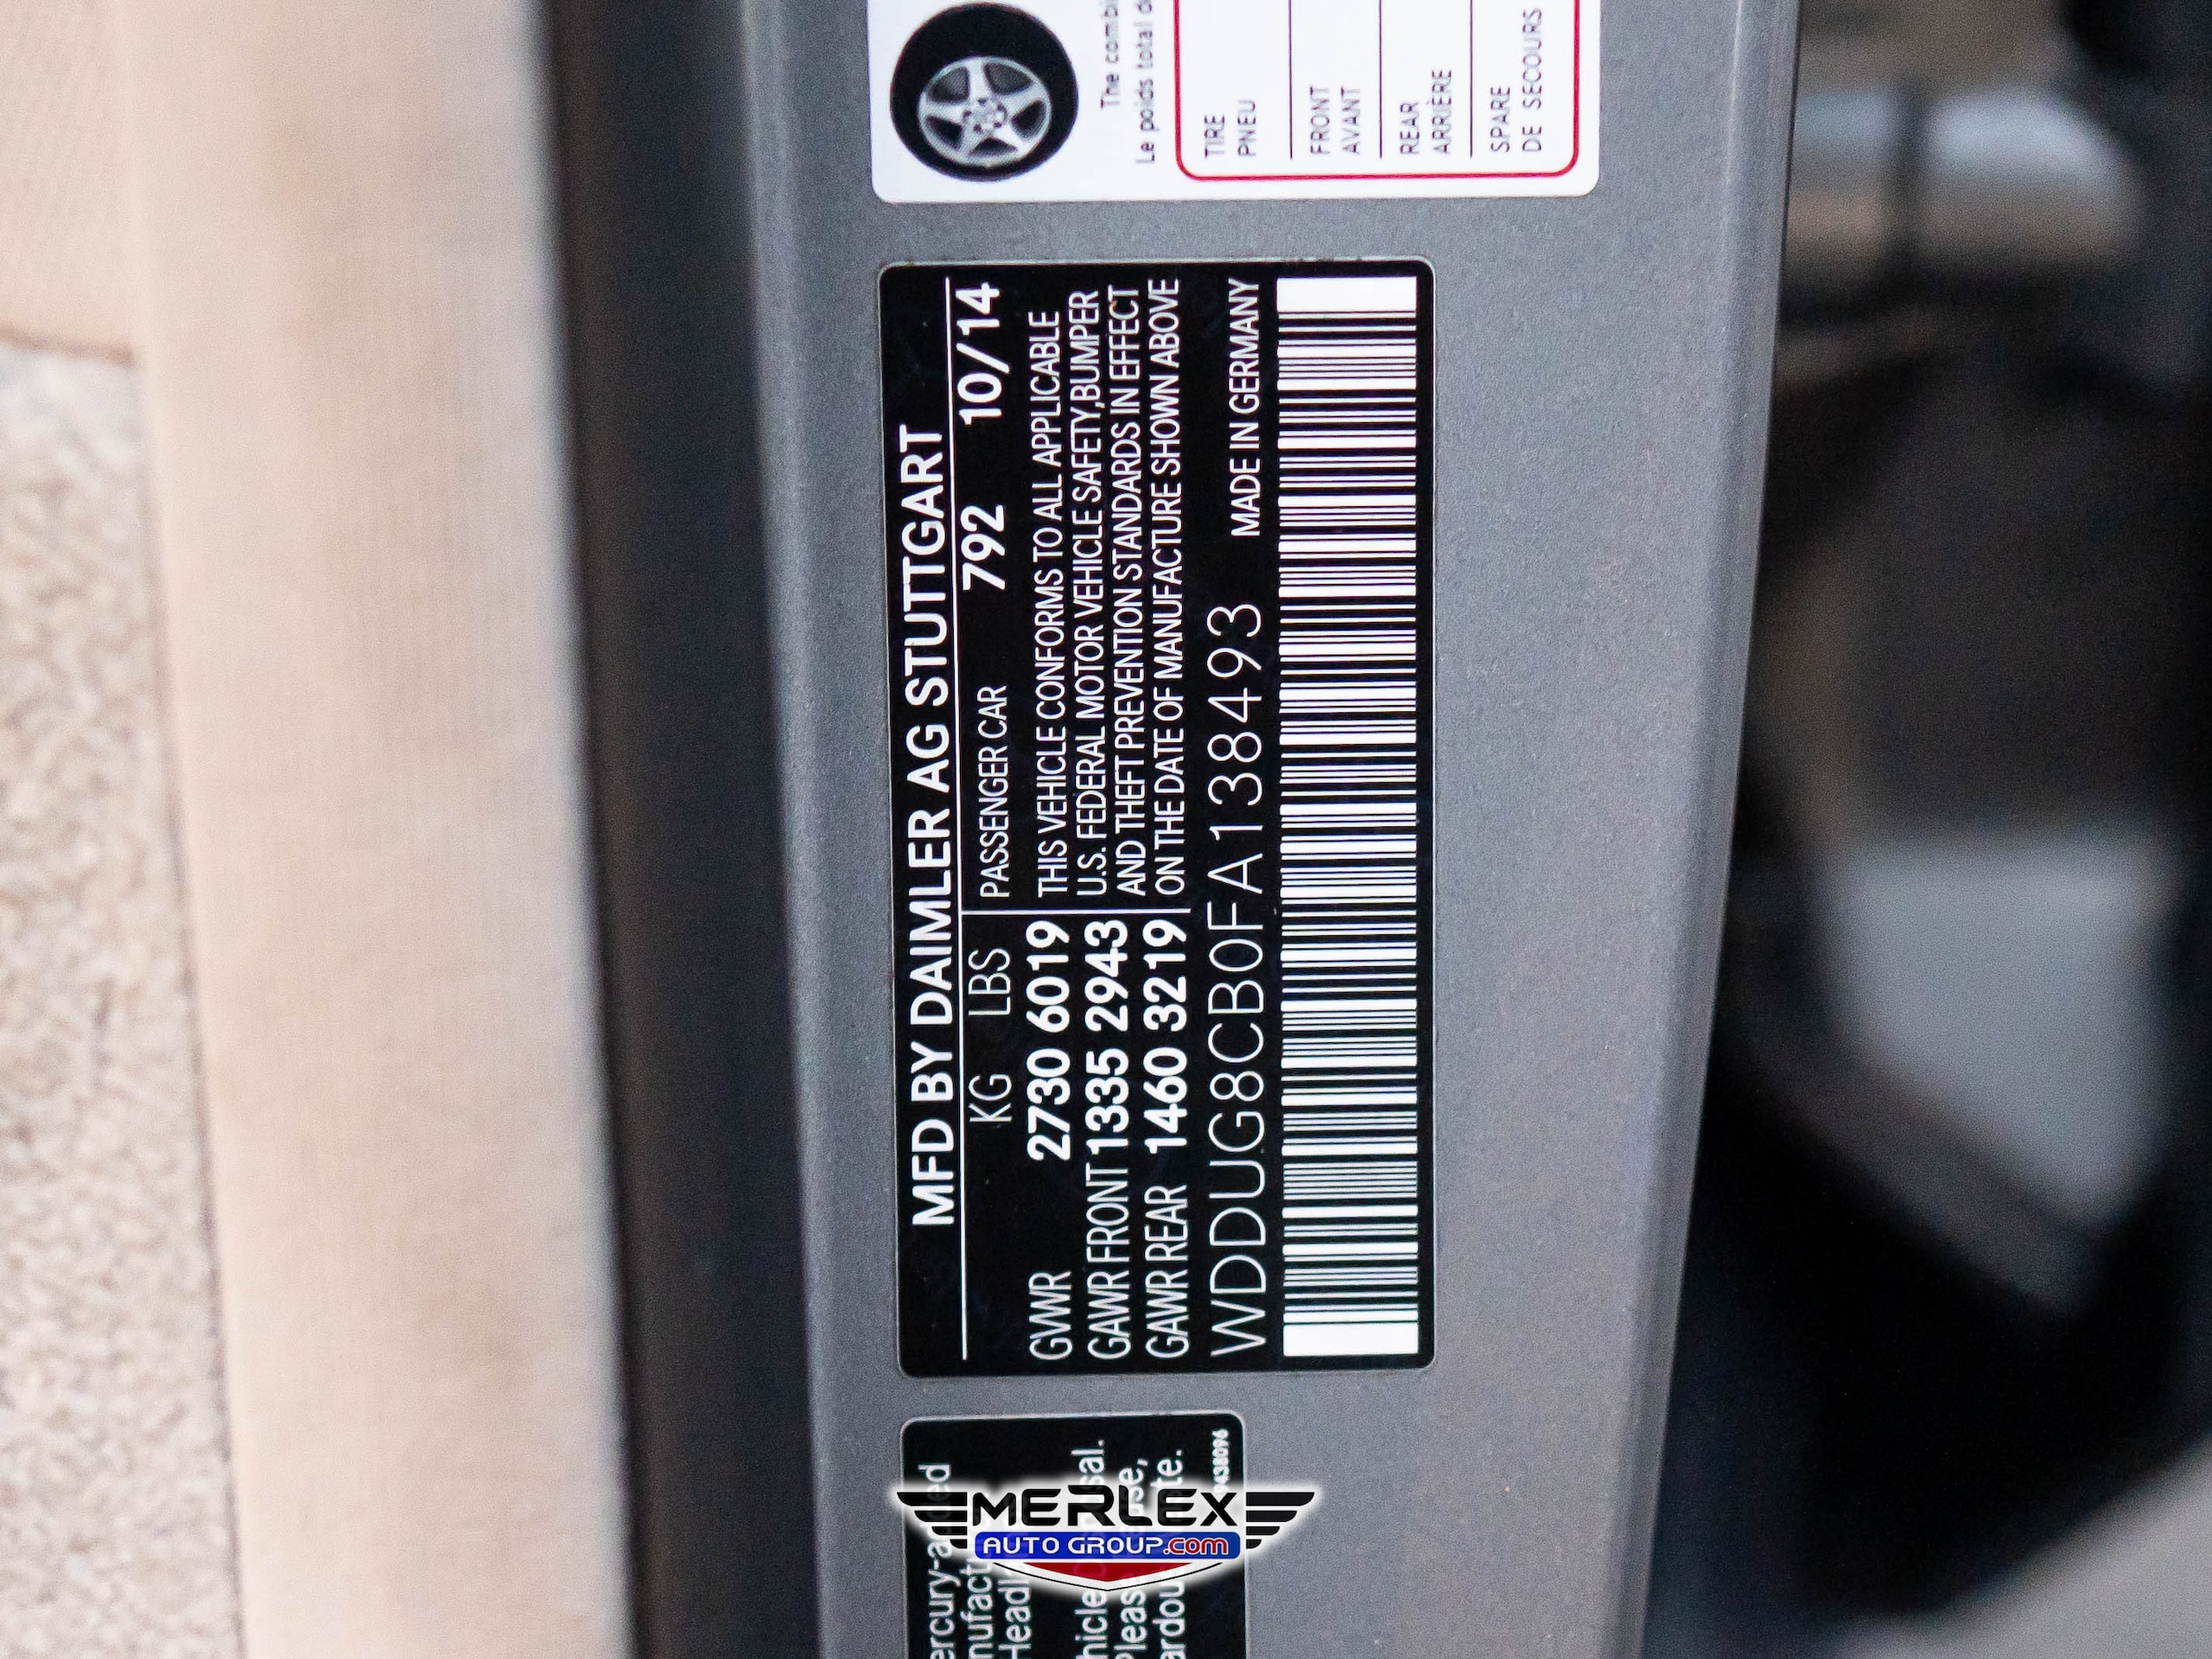 MFD BY DAIMLER AG STUTTGART
KG LBS
PASSENGER CAR 792 10/14
GVWR 2730 6019
GAWR FRONT 1335 2943
GAWR REAR 1460 3219
THIS VEHICLE CONFORMS TO ALL APPLICABLE
U.S. FEDERAL MOTOR VEHICLE SAFETY,BUMPER
AND THEFT PREVENTION STANDARDS IN EFFECT
ON THE DATE OF MANUFACTURE SHOWN ABOVE
WDDUG8CB0FA138493 MADE IN GERMANY
The combi
Le poids total d
TIRE
PNEU
FRONT
AVANT
REAR
ARRIÈRE
SPARE
DE SECOURS
MERLEX
AUTO GROUP.com